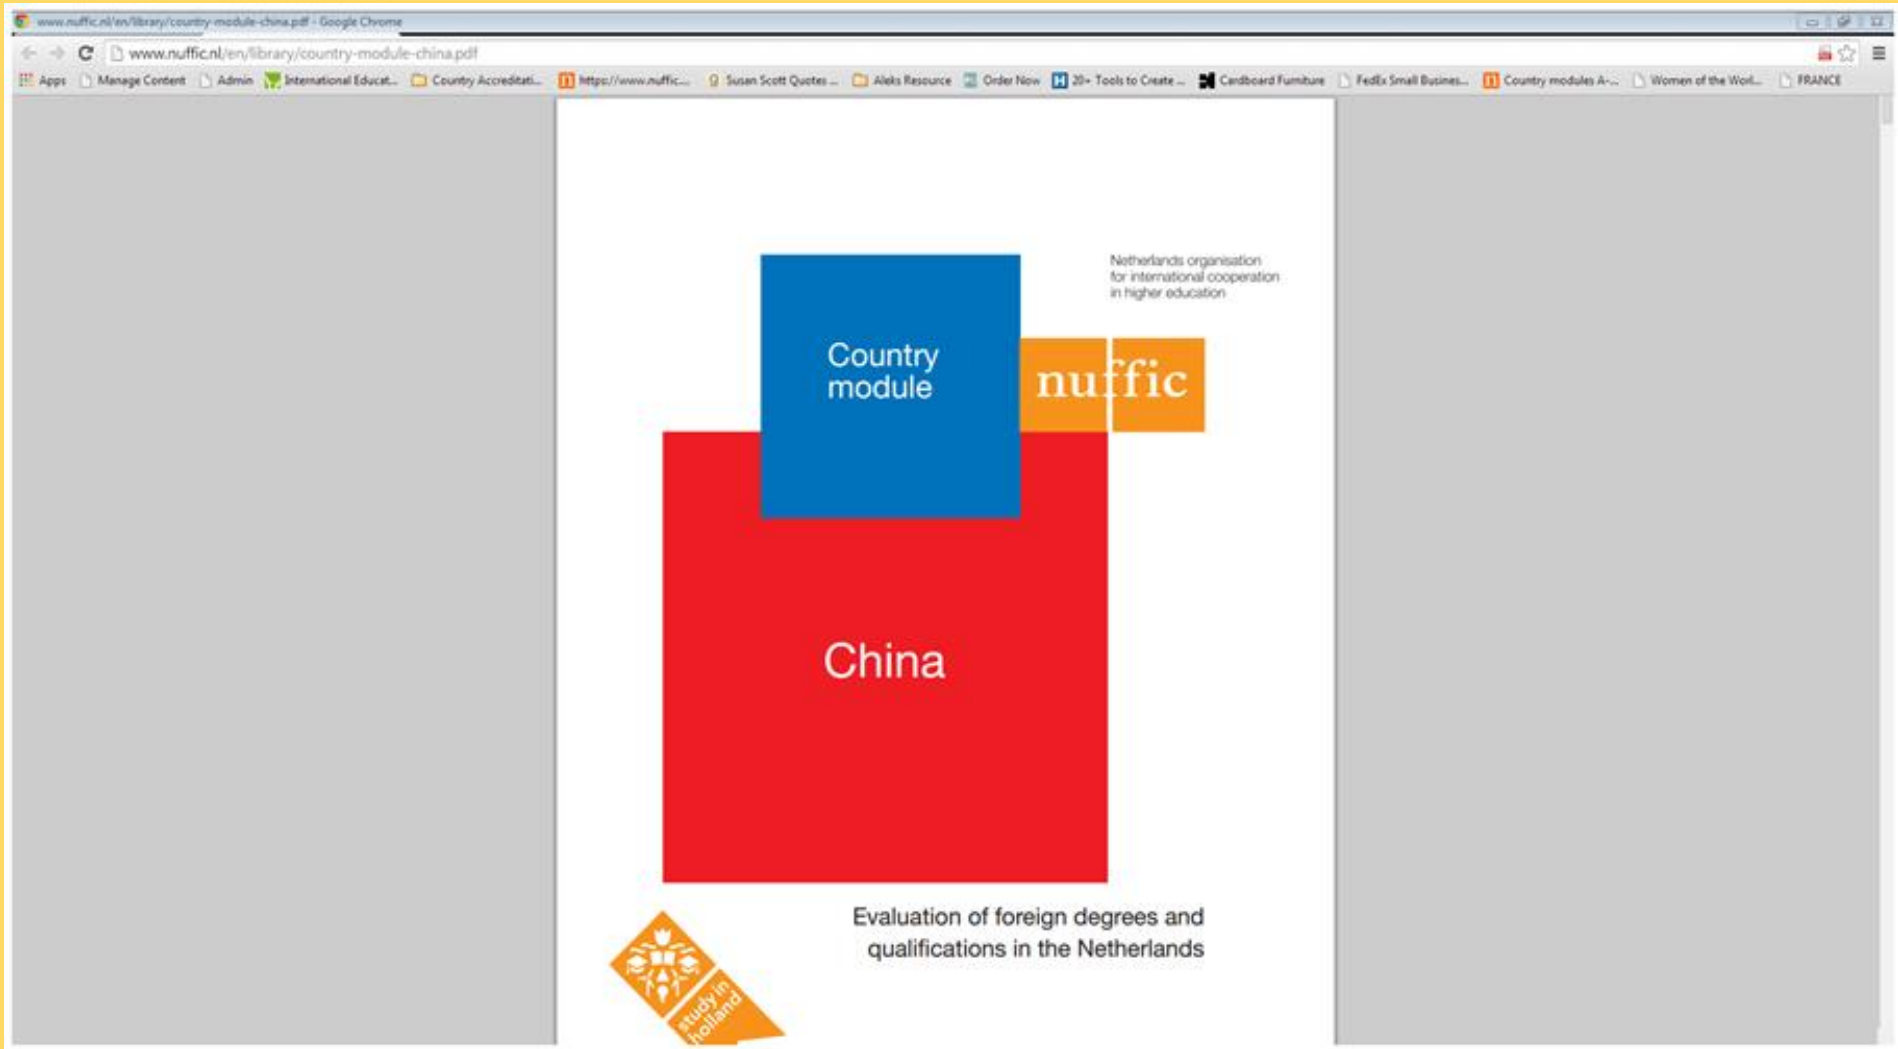 www.nuffic.nl/en/library/country-module-china.pdf - Google Chrome
www.nuffic.nl/en/library/country-module-china.pdf
Apps Manage Content Admin International Educat... Country Accreditati... https://www.nuffic.... Susan Scott Quotes ... Aleks Resource Order Now 20+ Tools to Create ... Cardboard Furniture FedEx Small Busines... Country modules A-... Women of the Worl... FRANCE
Netherlands organisation
for international cooperation
in higher education
Country
module
nuffic
China
Evaluation of foreign degrees and
qualifications in the Netherlands
study in
holland